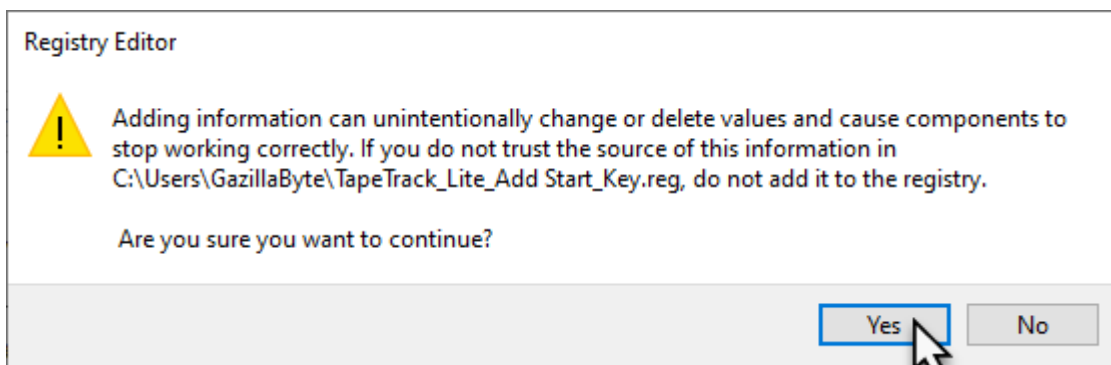 Registry Editor
Adding information can unintentionally change or delete values and cause components to
stop working correctly. If you do not trust the source of this information in
C:\Users\GazillaByte\TapeTrack_Lite_Add Start_Key.reg, do not add it to the registry.
Are you sure you want to continue?
Yes No